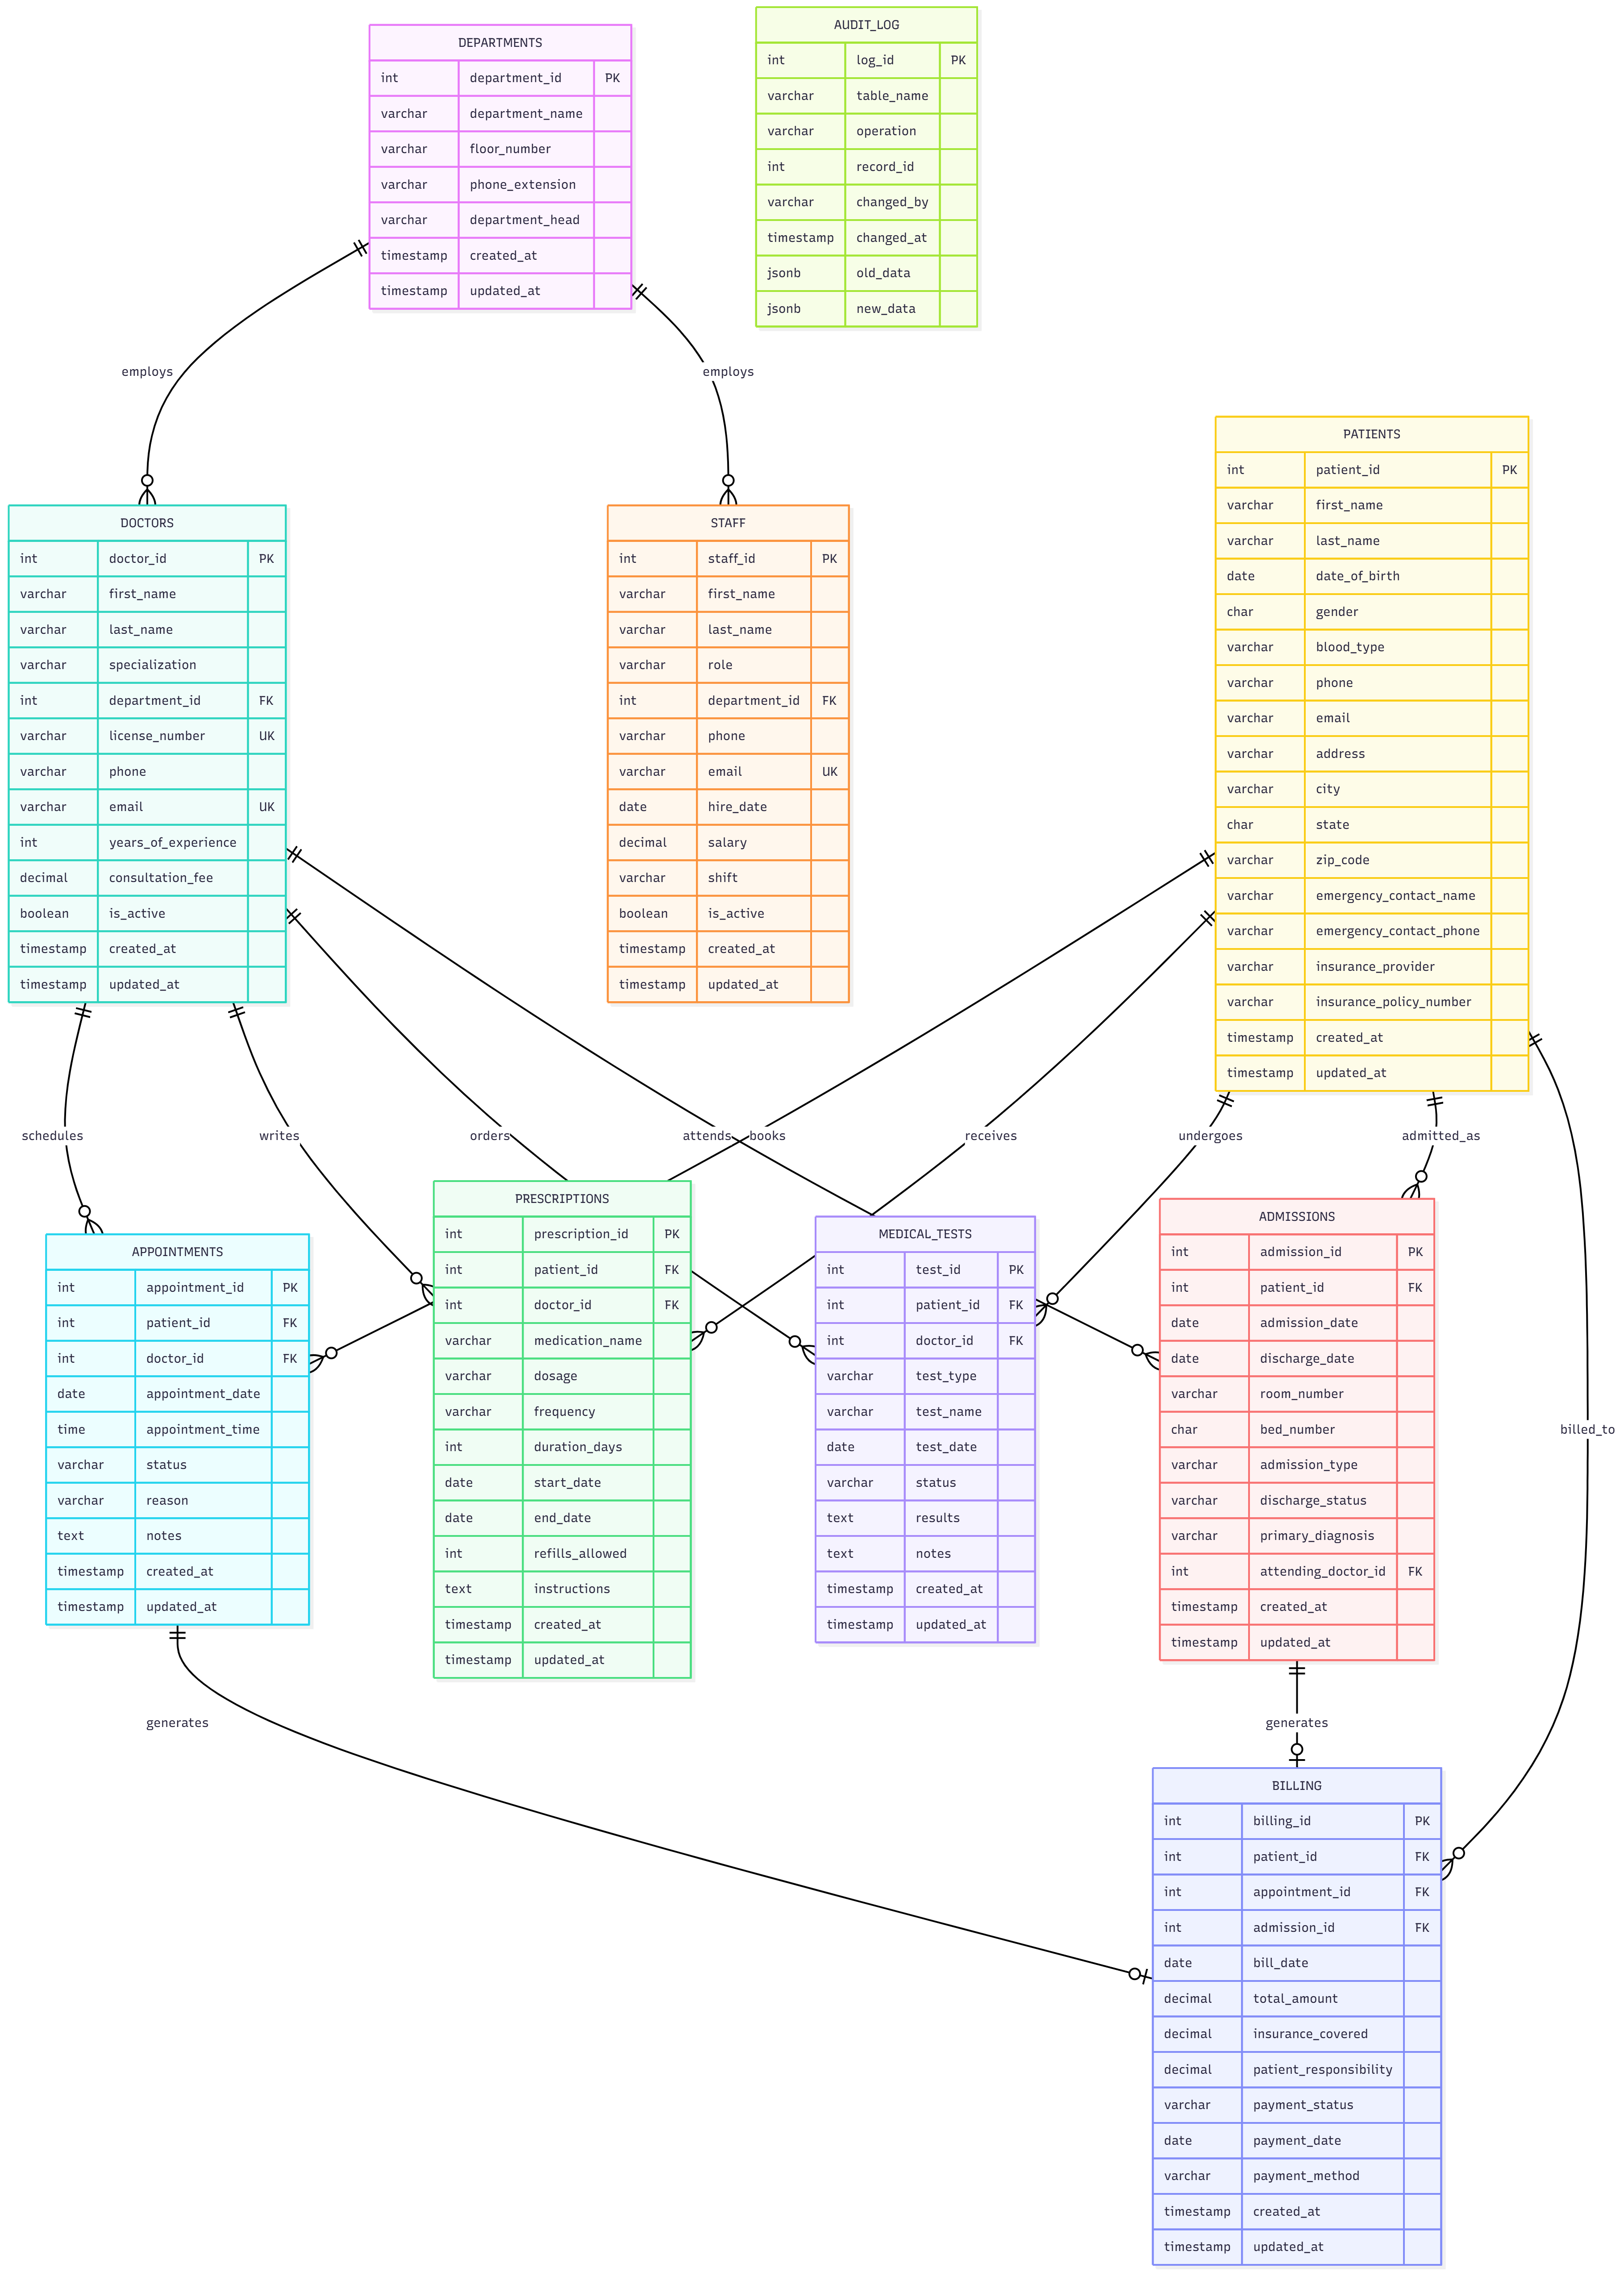 DEPARTMENTS
int department_id PK
varchar department_name
varchar floor_number
varchar phone_extension
varchar department_head
timestamp created_at
timestamp updated_at
AUDIT_LOG
int log_id PK
varchar table_name
varchar operation
int record_id
varchar changed_by
timestamp changed_at
jsonb old_data
jsonb new_data
employs
employs
DOCTORS
int doctor_id PK
varchar first_name
varchar last_name
varchar specialization
int department_id FK
varchar license_number UK
varchar phone
varchar email UK
int years_of_experience
decimal consultation_fee
boolean is_active
timestamp created_at
timestamp updated_at
STAFF
int staff_id PK
varchar first_name
varchar last_name
varchar role
int department_id FK
varchar phone
varchar email UK
date hire_date
decimal salary
varchar shift
boolean is_active
timestamp created_at
timestamp updated_at
PATIENTS
int patient_id PK
varchar first_name
varchar last_name
date date_of_birth
char gender
varchar blood_type
varchar phone
varchar email
varchar address
varchar city
char state
varchar zip_code
varchar emergency_contact_name
varchar emergency_contact_phone
varchar insurance_provider
varchar insurance_policy_number
timestamp created_at
timestamp updated_at
schedules
writes
orders
attends
books
receives
undergoes
admitted_as
APPOINTMENTS
int appointment_id PK
int patient_id FK
int doctor_id FK
date appointment_date
time appointment_time
varchar status
varchar reason
text notes
timestamp created_at
timestamp updated_at
PRESCRIPTIONS
int prescription_id PK
int patient_id FK
int doctor_id FK
varchar medication_name
varchar dosage
varchar frequency
int duration_days
date start_date
date end_date
int refills_allowed
text instructions
timestamp created_at
timestamp updated_at
MEDICAL_TESTS
int test_id PK
int patient_id FK
int doctor_id FK
varchar test_type
varchar test_name
date test_date
varchar status
text results
text notes
timestamp created_at
timestamp updated_at
ADMISSIONS
int admission_id PK
int patient_id FK
date admission_date
date discharge_date
varchar room_number
char bed_number
varchar admission_type
varchar discharge_status
varchar primary_diagnosis
int attending_doctor_id FK
timestamp created_at
timestamp updated_at
billed_to
generates
generates
BILLING
int billing_id PK
int patient_id FK
int appointment_id FK
int admission_id FK
date bill_date
decimal total_amount
decimal insurance_covered
decimal patient_responsibility
varchar payment_status
date payment_date
varchar payment_method
timestamp created_at
timestamp updated_at